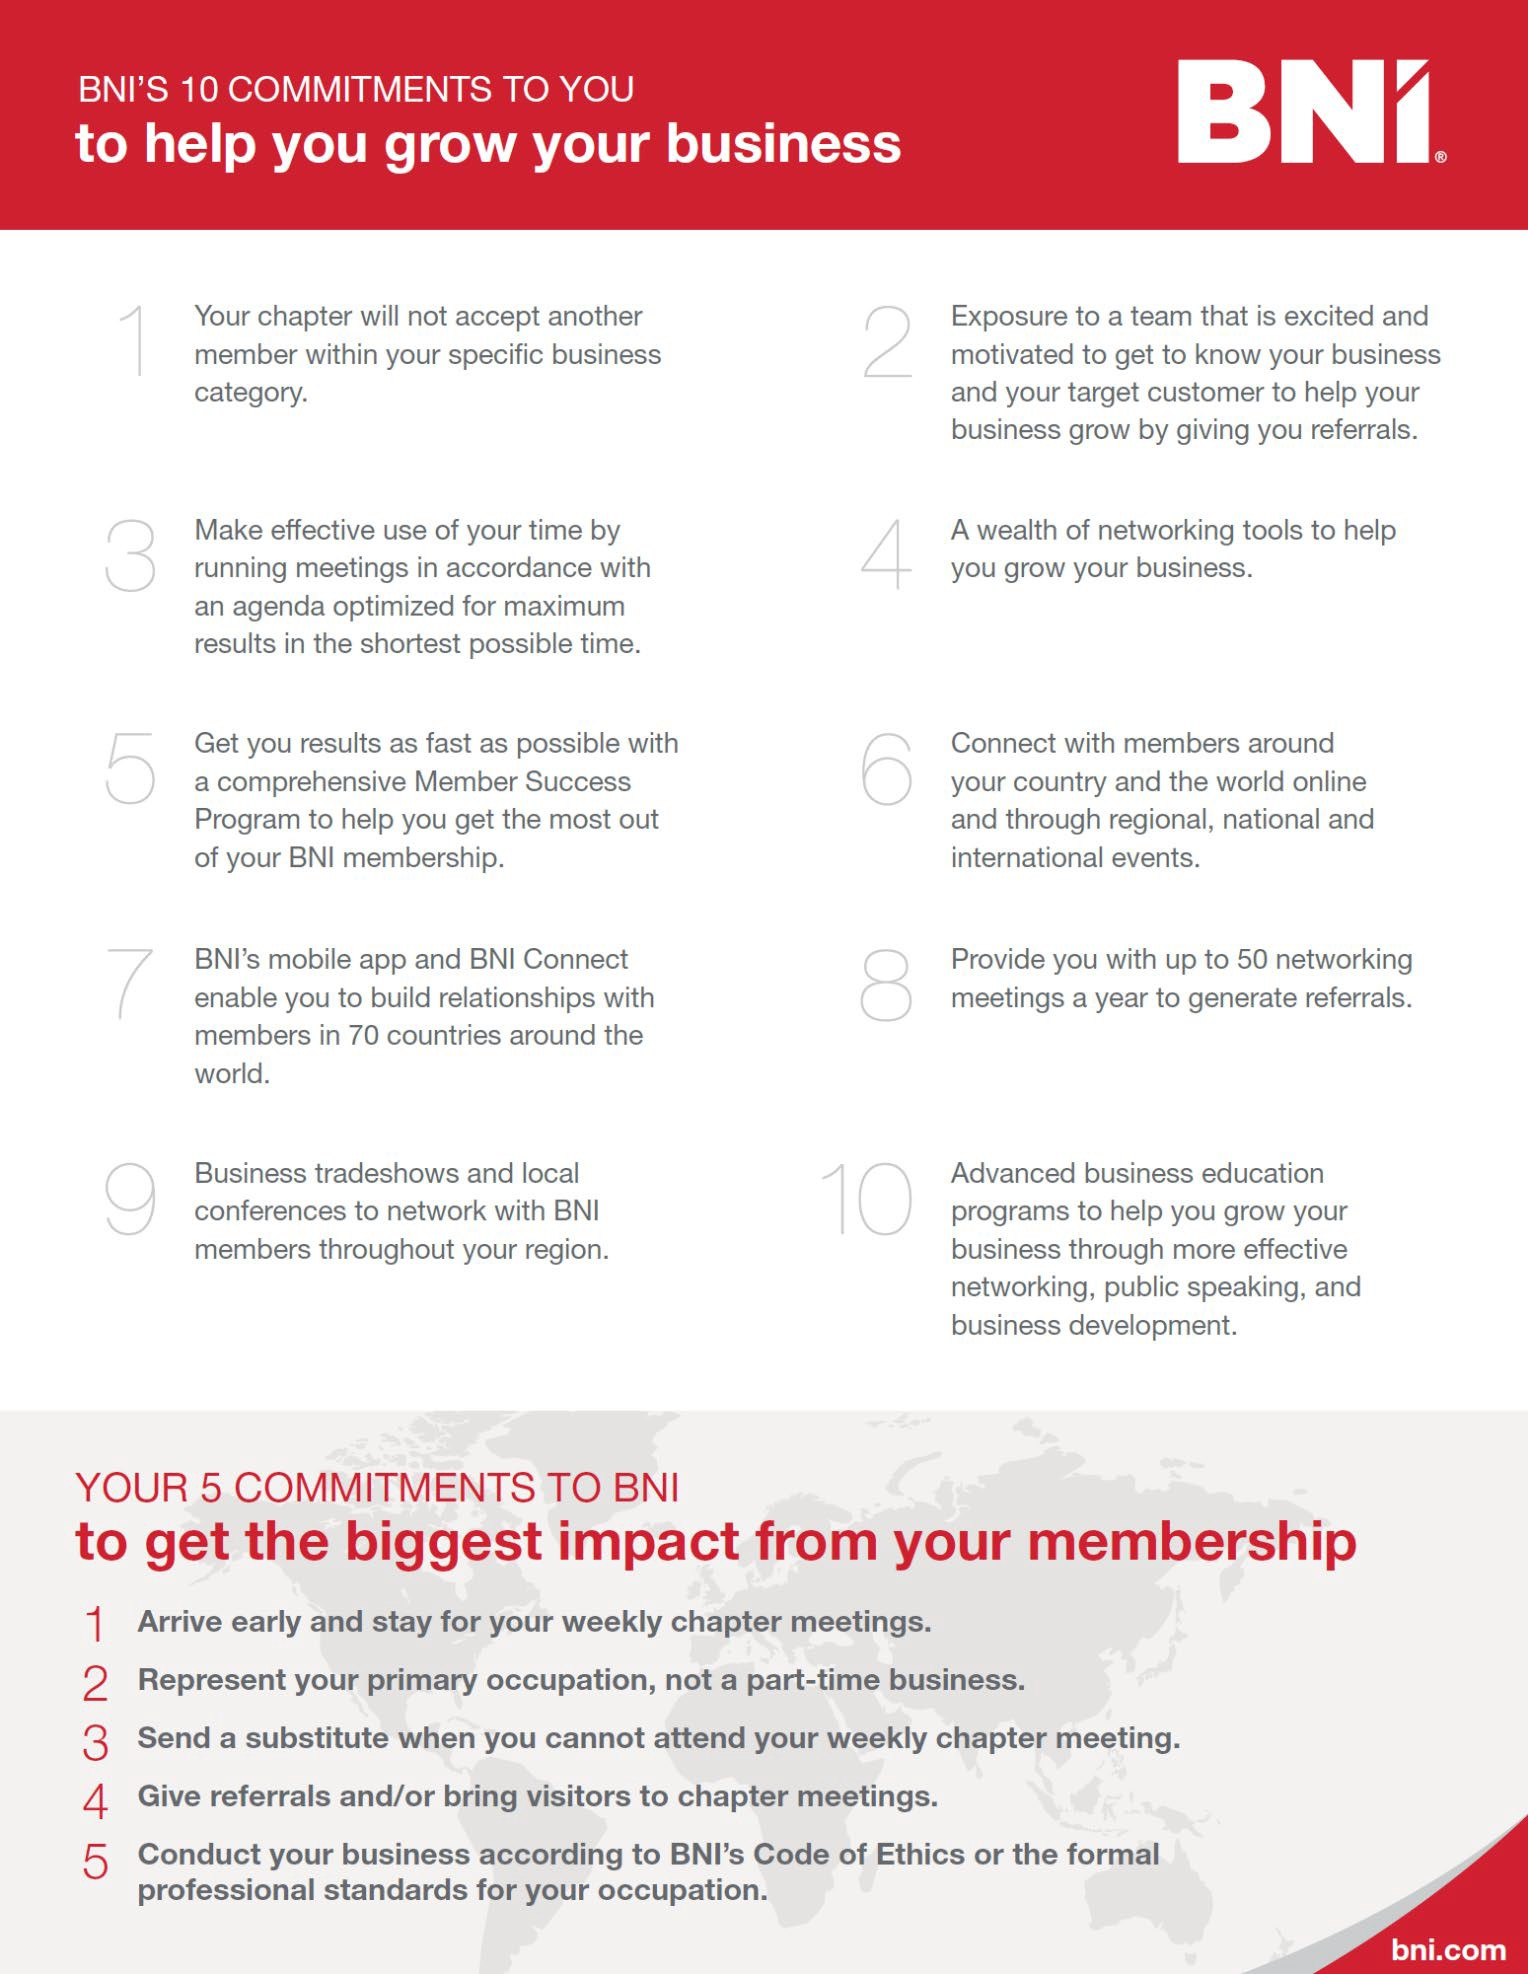 BNI’S 10 COMMITMENTS TO YOU
to help you grow your business
BNI®
1
Your chapter will not accept another
member within your specific business
category.
2
Exposure to a team that is excited and
motivated to get to know your business
and your target customer to help your
business grow by giving you referrals.
3
Make effective use of your time by
running meetings in accordance with
an agenda optimized for maximum
results in the shortest possible time.
4
A wealth of networking tools to help
you grow your business.
5
Get you results as fast as possible with
a comprehensive Member Success
Program to help you get the most out
of your BNI membership.
6
Connect with members around
your country and the world online
and through regional, national and
international events.
7
BNI’s mobile app and BNI Connect
enable you to build relationships with
members in 70 countries around the
world.
8
Provide you with up to 50 networking
meetings a year to generate referrals.
9
Business tradeshows and local
conferences to network with BNI
members throughout your region.
10
Advanced business education
programs to help you grow your
business through more effective
networking, public speaking, and
business development.
YOUR 5 COMMITMENTS TO BNI
to get the biggest impact from your membership
1 Arrive early and stay for your weekly chapter meetings.
2 Represent your primary occupation, not a part-time business.
3 Send a substitute when you cannot attend your weekly chapter meeting.
4 Give referrals and/or bring visitors to chapter meetings.
5 Conduct your business according to BNI’s Code of Ethics or the formal
professional standards for your occupation.
bni.com